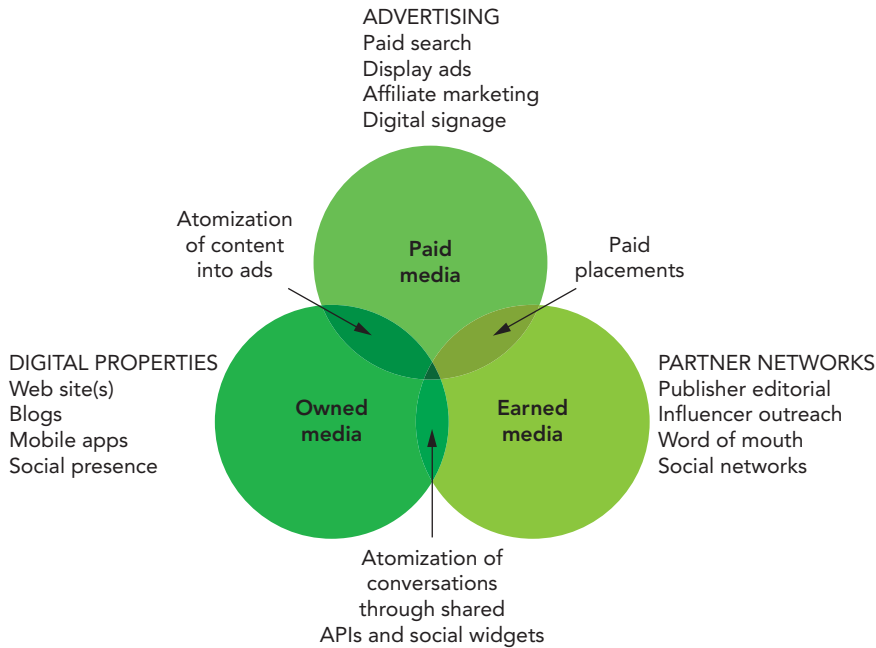 ADVERTISING
Paid search
Display ads
Affiliate marketing
Digital signage
Atomization
of content
into ads
Paid
media
Paid
placements
DIGITAL PROPERTIES
Web site(s)
Blogs
Mobile apps
Social presence
Owned
media
Earned
media
PARTNER NETWORKS
Publisher editorial
Influencer outreach
Word of mouth
Social networks
Atomization of
conversations
through shared
APIs and social widgets